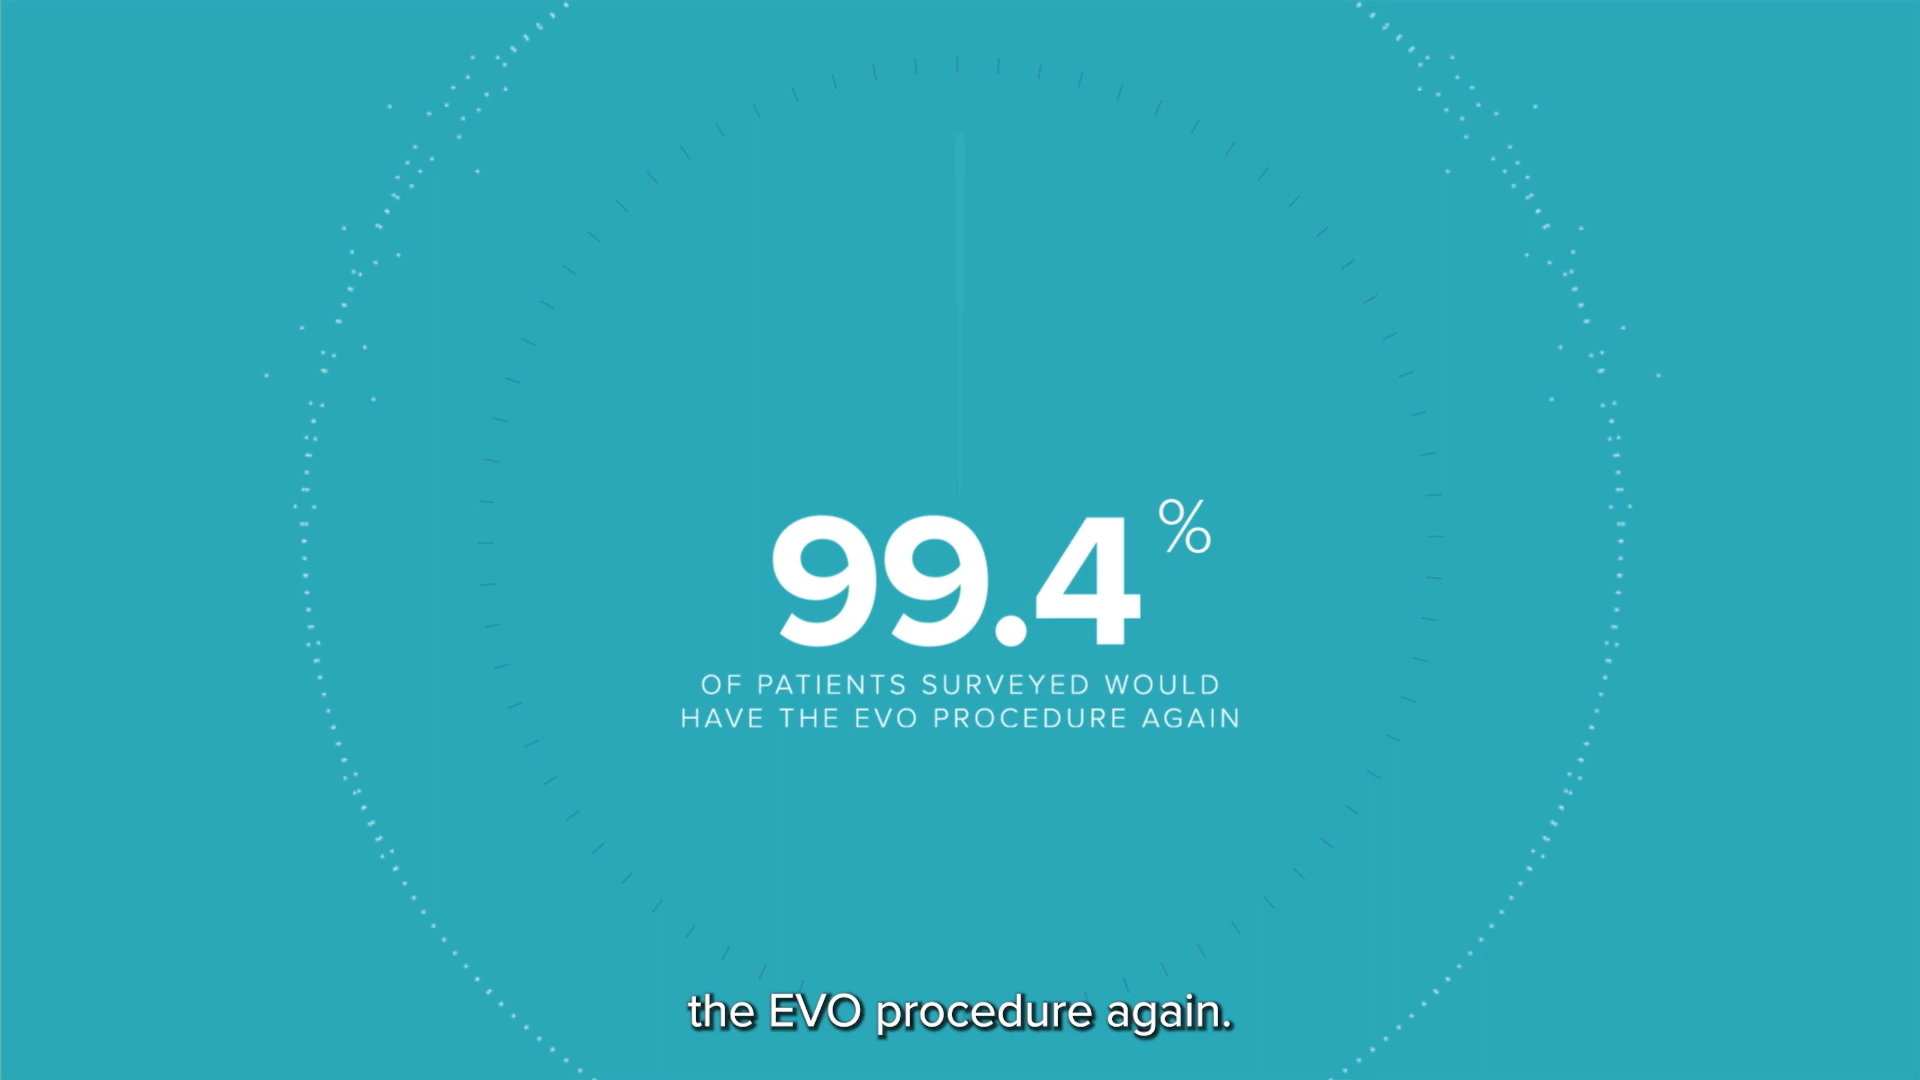 99.4%
OF PATIENTS SURVEYED WOULD
HAVE THE EVO PROCEDURE AGAIN
the EVO procedure again.